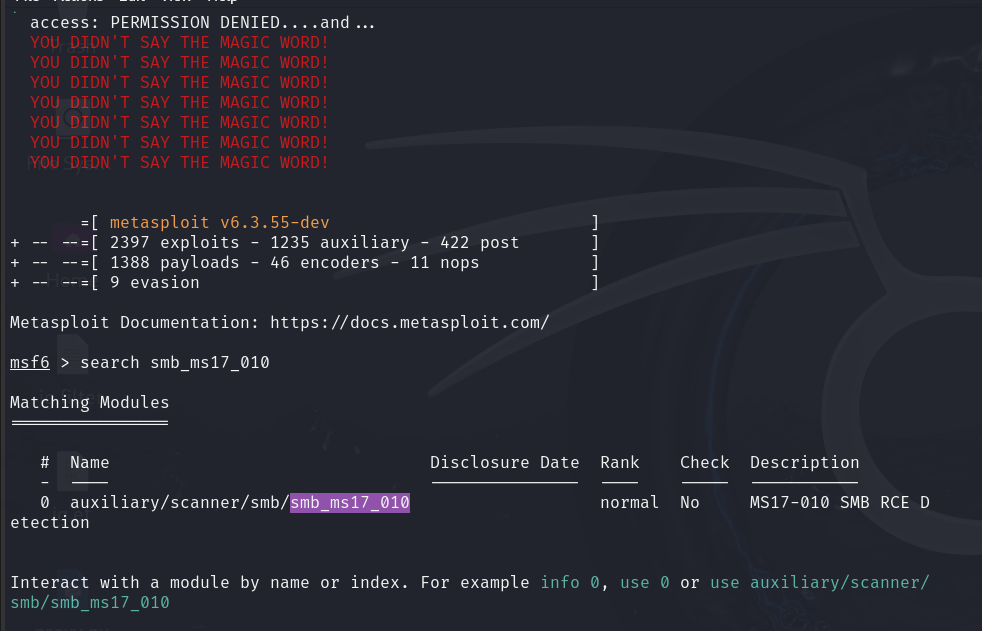 access: PERMISSION DENIED....and...
YOU DIDN'T SAY THE MAGIC WORD!
YOU DIDN'T SAY THE MAGIC WORD!
YOU DIDN'T SAY THE MAGIC WORD!
YOU DIDN'T SAY THE MAGIC WORD!
YOU DIDN'T SAY THE MAGIC WORD!
YOU DIDN'T SAY THE MAGIC WORD!
YOU DIDN'T SAY THE MAGIC WORD!
=[ metasploit v6.3.55-dev ]
+ -- --=[ 2397 exploits - 1235 auxiliary - 422 post ]
+ -- --=[ 1388 payloads - 46 encoders - 11 nops ]
+ -- --=[ 9 evasion ]
Metasploit Documentation: https://docs.metasploit.com/
msf6 > search smb_ms17_010
Matching Modules
================
# Name Disclosure Date Rank Check Description
- ---- --------------- ---- ----- -----------
0 auxiliary/scanner/smb/smb_ms17_010 normal No MS17-010 SMB RCE D
etection
Interact with a module by name or index. For example info 0, use 0 or use auxiliary/scanner/
smb/smb_ms17_010